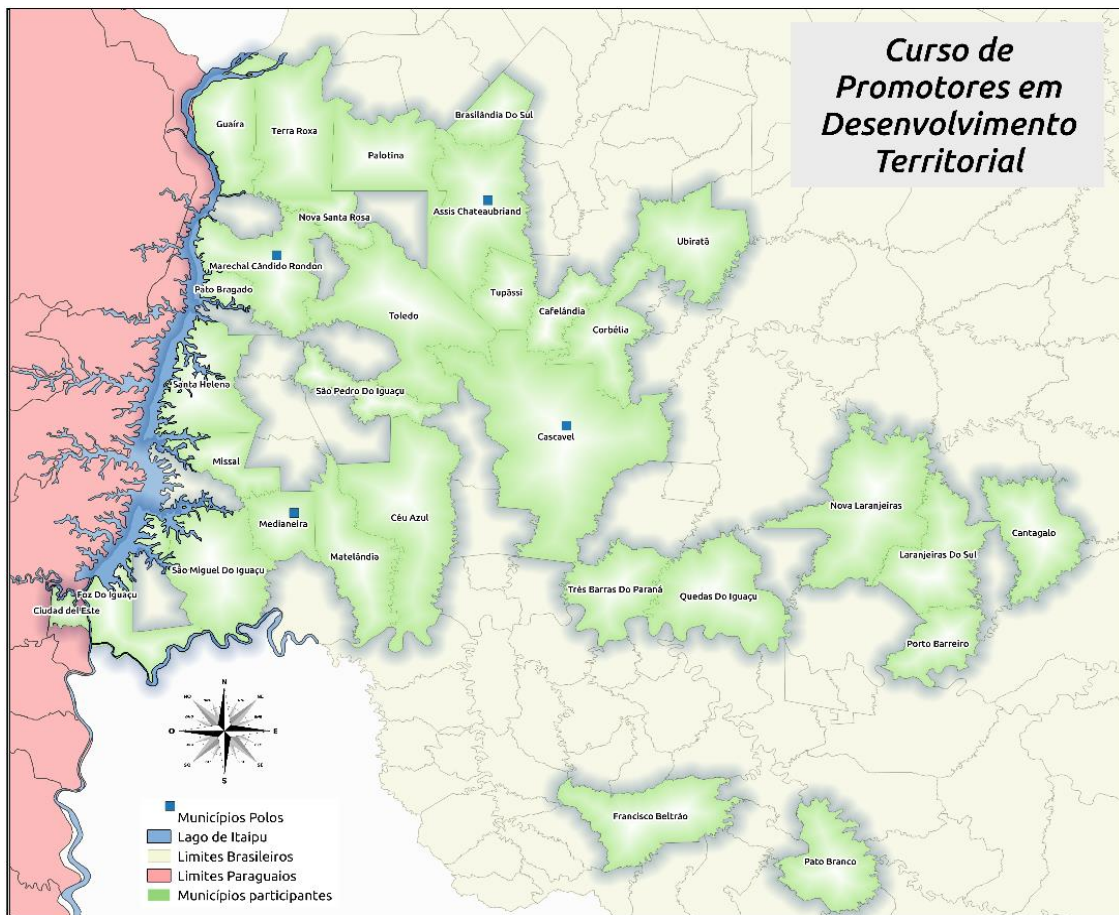 Curso de
Promotores em
Desenvolvimento
Territorial
Brasilândia Do Sul
Guaíra
Terra Roxa
Palotina
Assis Chateaubriand
Nova Santa Rosa
Ubiratã
Marechal Cândido Rondon
Pato Bragado
Tupãssi
Cafelândia
Toledo
Corbélia
Santa Helena
São Pedro Do Iguaçu
Cascavel
Missal
Nova Laranjeiras
Medianeira
Céu Azul
Cantagalo
Matelândia
Laranjeiras Do Sul
São Miguel Do Iguaçu
Três Barras Do Paraná
Quedas Do Iguaçu
Foz Do Iguaçu
Ciudad del Este
Porto Barreiro
N
O
E
S
Francisco Beltrão
Pato Branco
Municípios Polos
Lago de Itaipu
Limites Brasileiros
Limites Paraguaios
Municípios participantes